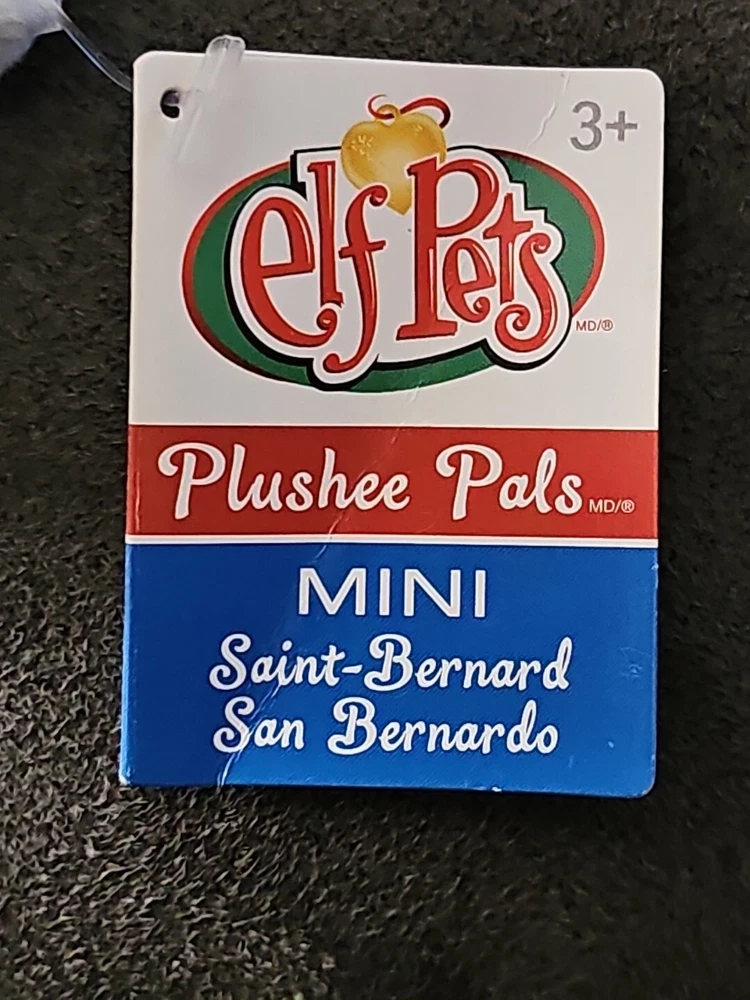 3+
elf Pets MD/®
Plushee Pals MD/®
MINI
Saint-Bernard
San Bernardo